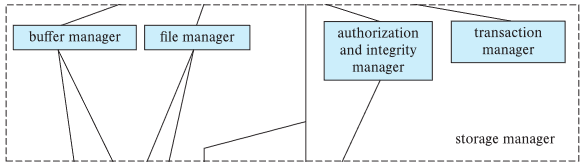 buffer manager
file manager
authorization
and integrity
manager
transaction
manager
storage manager